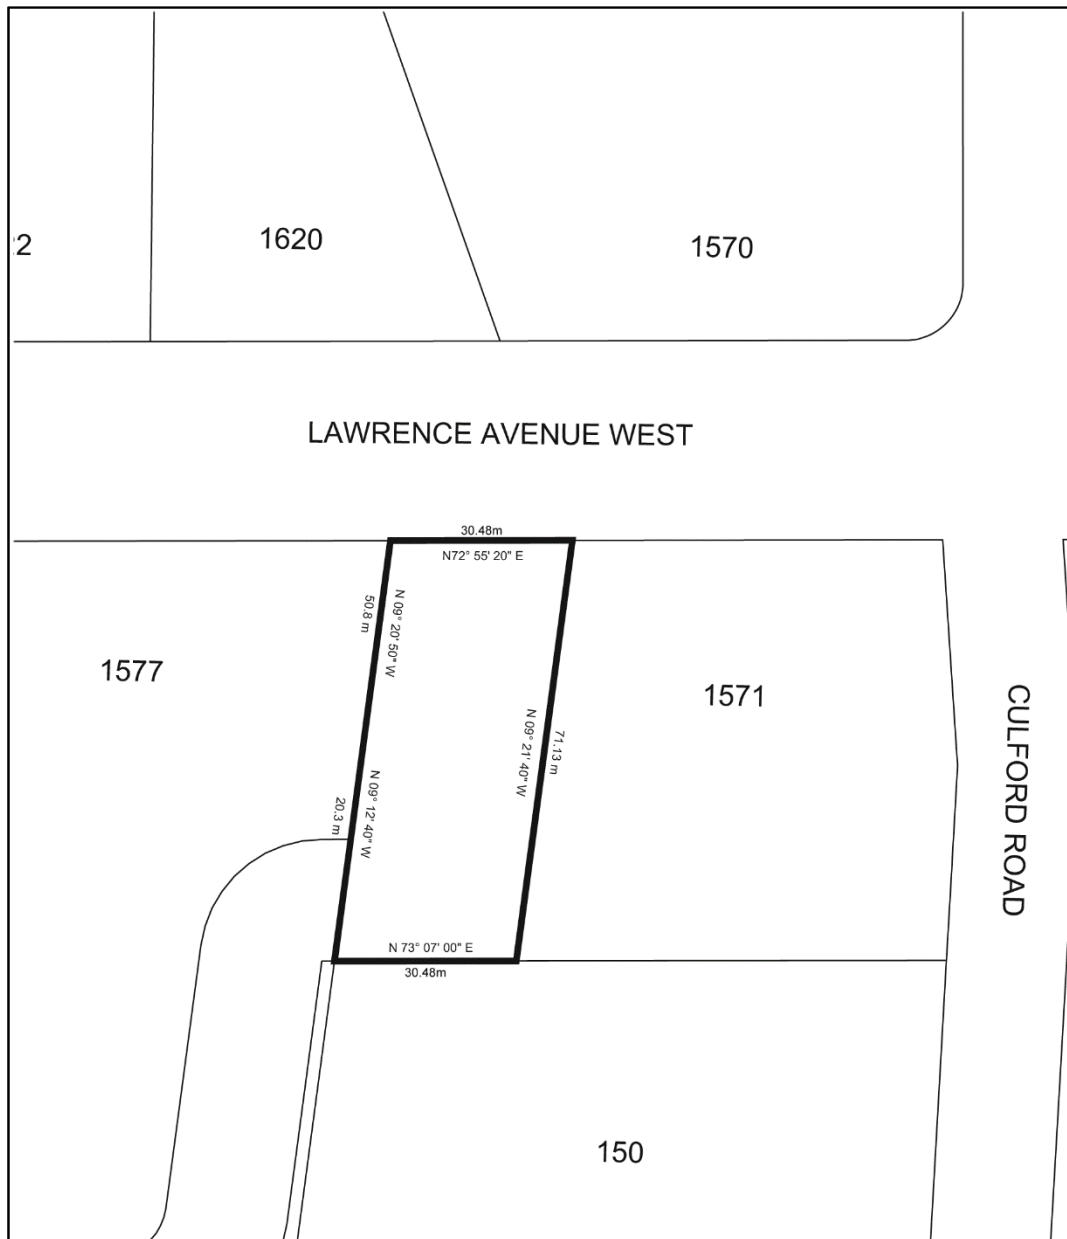 1620
1570
:2
LAWRENCE AVENUE WEST
30.48m
N72° 55' 20" E
50.8 m
N 09° 20' 50" W
1577
1571
CULFORD ROAD
N 09° 21' 40" W
71.13 m
20.3 m
N 09° 12' 40" W
N 73° 07' 00" E
30.48m
150